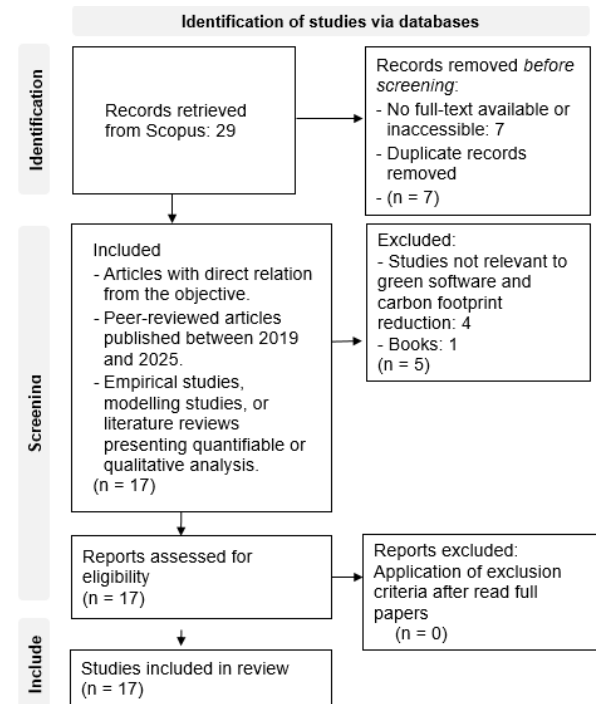 Identification of studies via databases
Identification
Records retrieved
from Scopus: 29
Records removed before
screening:
- No full-text available or
inaccessible: 7
- Duplicate records
removed
- (n = 7)
Screening
Included
- Articles with direct relation
from the objective.
- Peer-reviewed articles
published between 2019
and 2025.
- Empirical studies,
modelling studies, or
literature reviews
presenting quantifiable or
qualitative analysis.
(n = 17)
Excluded:
- Studies not relevant to
green software and
carbon footprint
reduction: 4
- Books: 1
(n = 5)
Reports assessed for
eligibility
(n = 17)
Reports excluded:
Application of exclusion
criteria after read full
papers
(n = 0)
Include
Studies included in review
(n = 17)